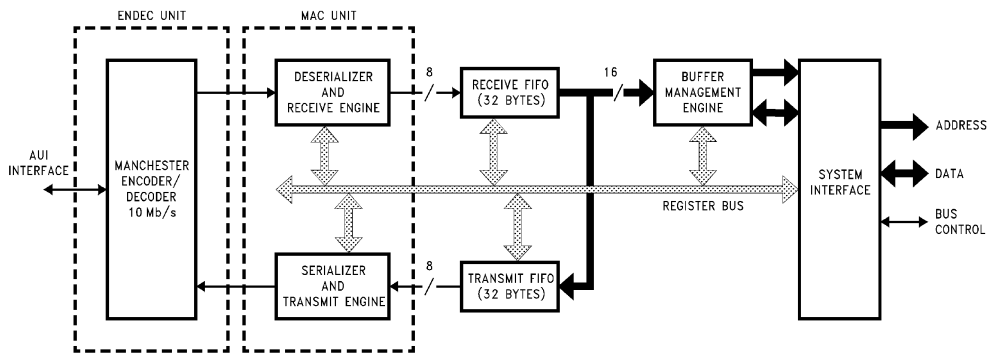 ENDEC UNIT
MAC UNIT
AUI
INTERFACE
MANCHESTER
ENCODER/
DECODER
10 Mb/s
DESERIALIZER
AND
RECEIVE ENGINE
8
RECEIVE FIFO
(32 BYTES)
16
BUFFER
MANAGEMENT
ENGINE
SYSTEM
INTERFACE
ADDRESS
DATA
BUS
CONTROL
REGISTER BUS
SERIALIZER
AND
TRANSMIT ENGINE
8
TRANSMIT FIFO
(32 BYTES)